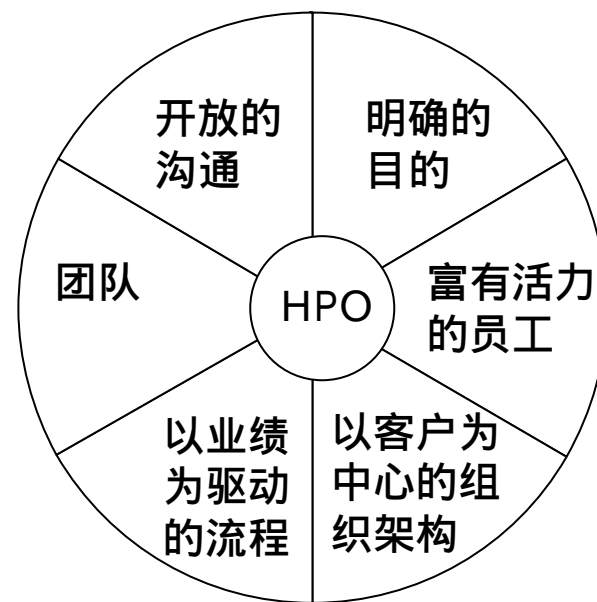 开放的
沟通
明确的
目的
团队
HPO
富有活力
的员工
以业绩
为驱动
的流程
以客户为
中心的组
织架构